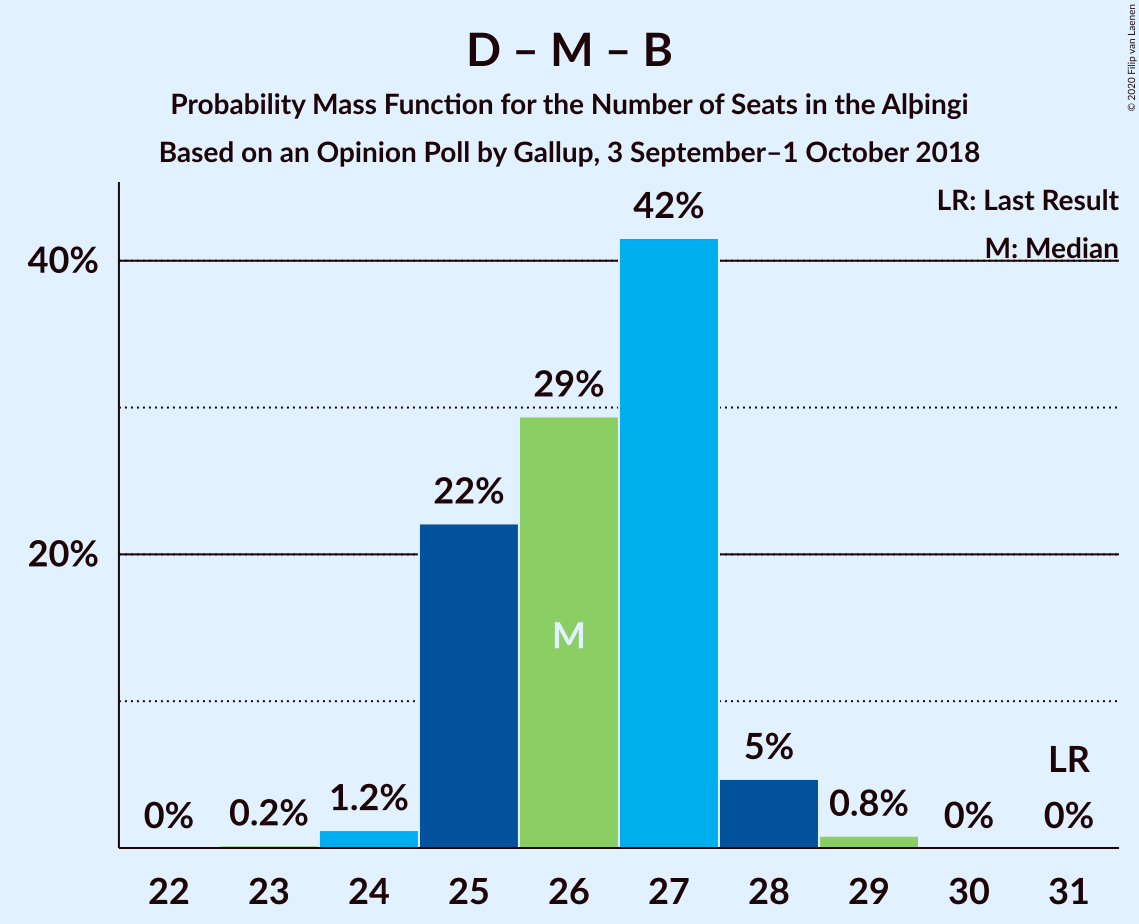 D – M – B
Probability Mass Function for the Number of Seats in the Alþingi
Based on an Opinion Poll by Gallup, 3 September–1 October 2018
© 2020 Filip van Laenen
LR: Last Result
M: Median
40%
20%
0%
0.2%
1.2%
22%
29%
42%
5%
0.8%
0%
LR
0%
M
22
23
24
25
26
27
28
29
30
31